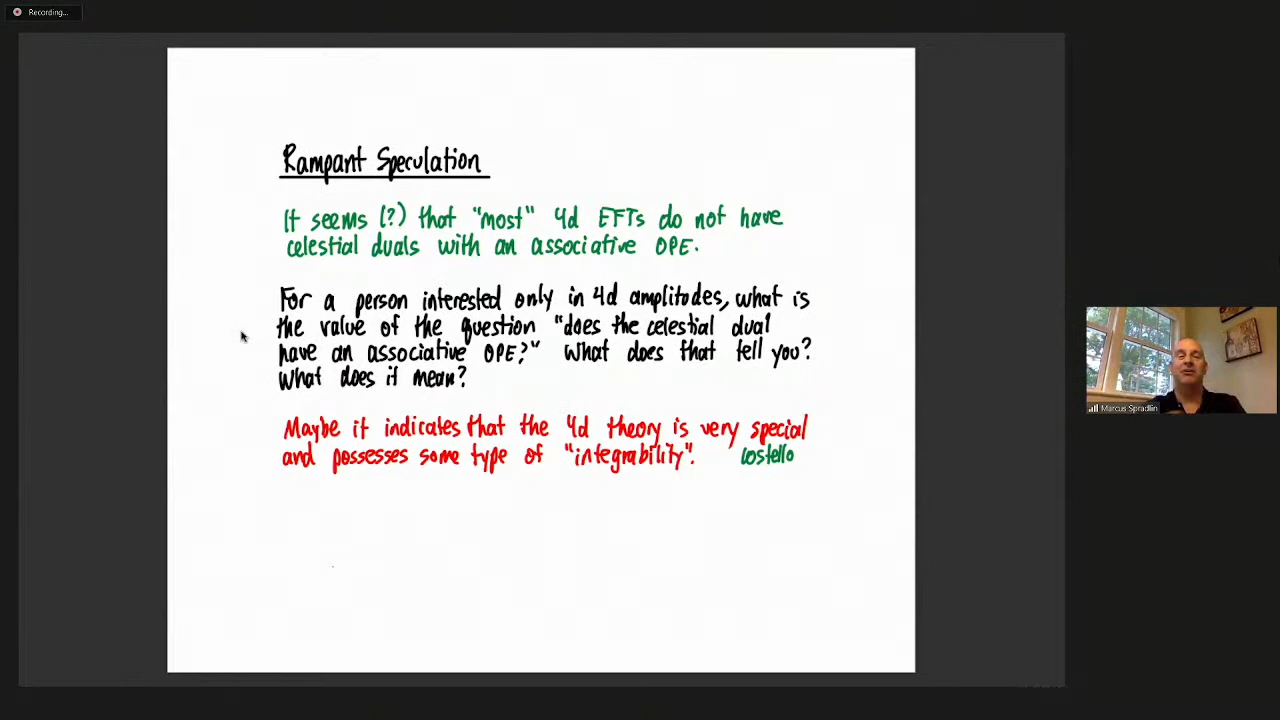 Recording...
Rampant Speculation
It seems (?) that "most" 4d EFTs do not have
celestial duals with an associative OPE.
For a person interested only in 4d amplitudes, what is
the value of the question "does the celestial dual
have an associative OPE?" What does that tell you?
What does it mean?
Maybe it indicates that the 4d theory is very special
and possesses some type of "integrability". Costello
Marcus Spradlin